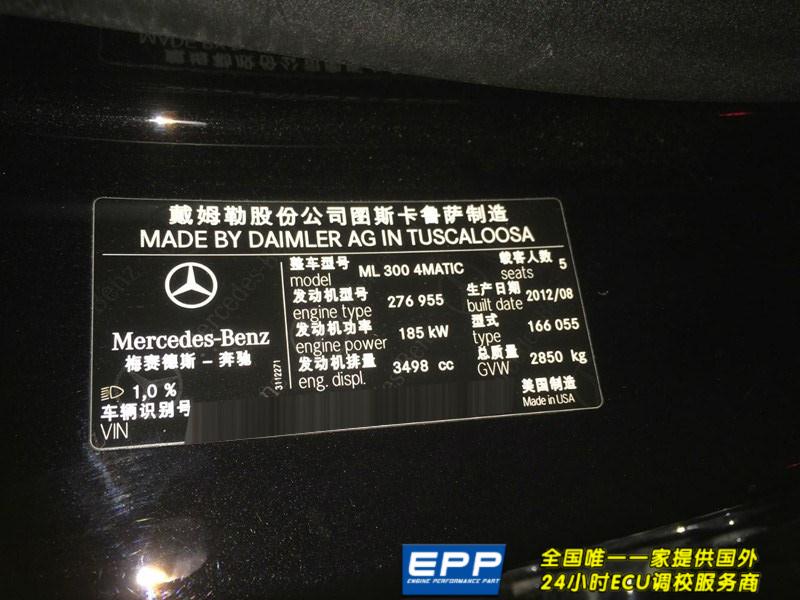 戴姆勒股份公司图斯卡鲁萨制造
MADE BY DAIMLER AG IN TUSCALOOSA
Mercedes-Benz
梅赛德斯 – 奔驰
1,0 %
车辆识别号
VIN
3112271
整车型号 ML 300 4MATIC
model
发动机型号 276 955
engine type
发动机功率 185 kW
engine power
发动机排量 3498 cc
eng. displ.
载客人数 5
seats
生产日期 2012/08
built date
型式 166 055
type
总质量 2850 kg
GVW
美国制造
Made in USA
EPP
ENGINE PERFORMANCE PART
全国唯一一家提供国外
24小时ECU调校服务商